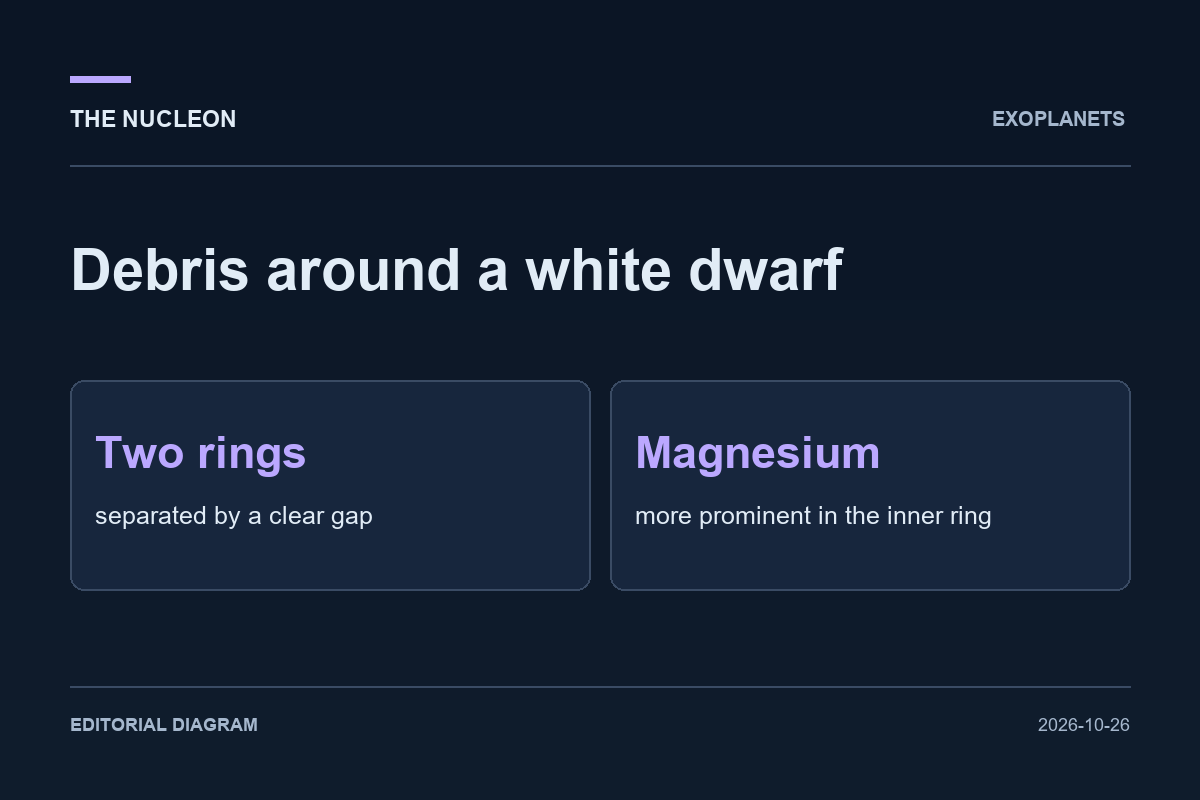 THE NUCLEON
EXOPLANETS
Debris around a white dwarf
Two rings
separated by a clear gap
Magnesium
more prominent in the inner ring
EDITORIAL DIAGRAM
2026-10-26